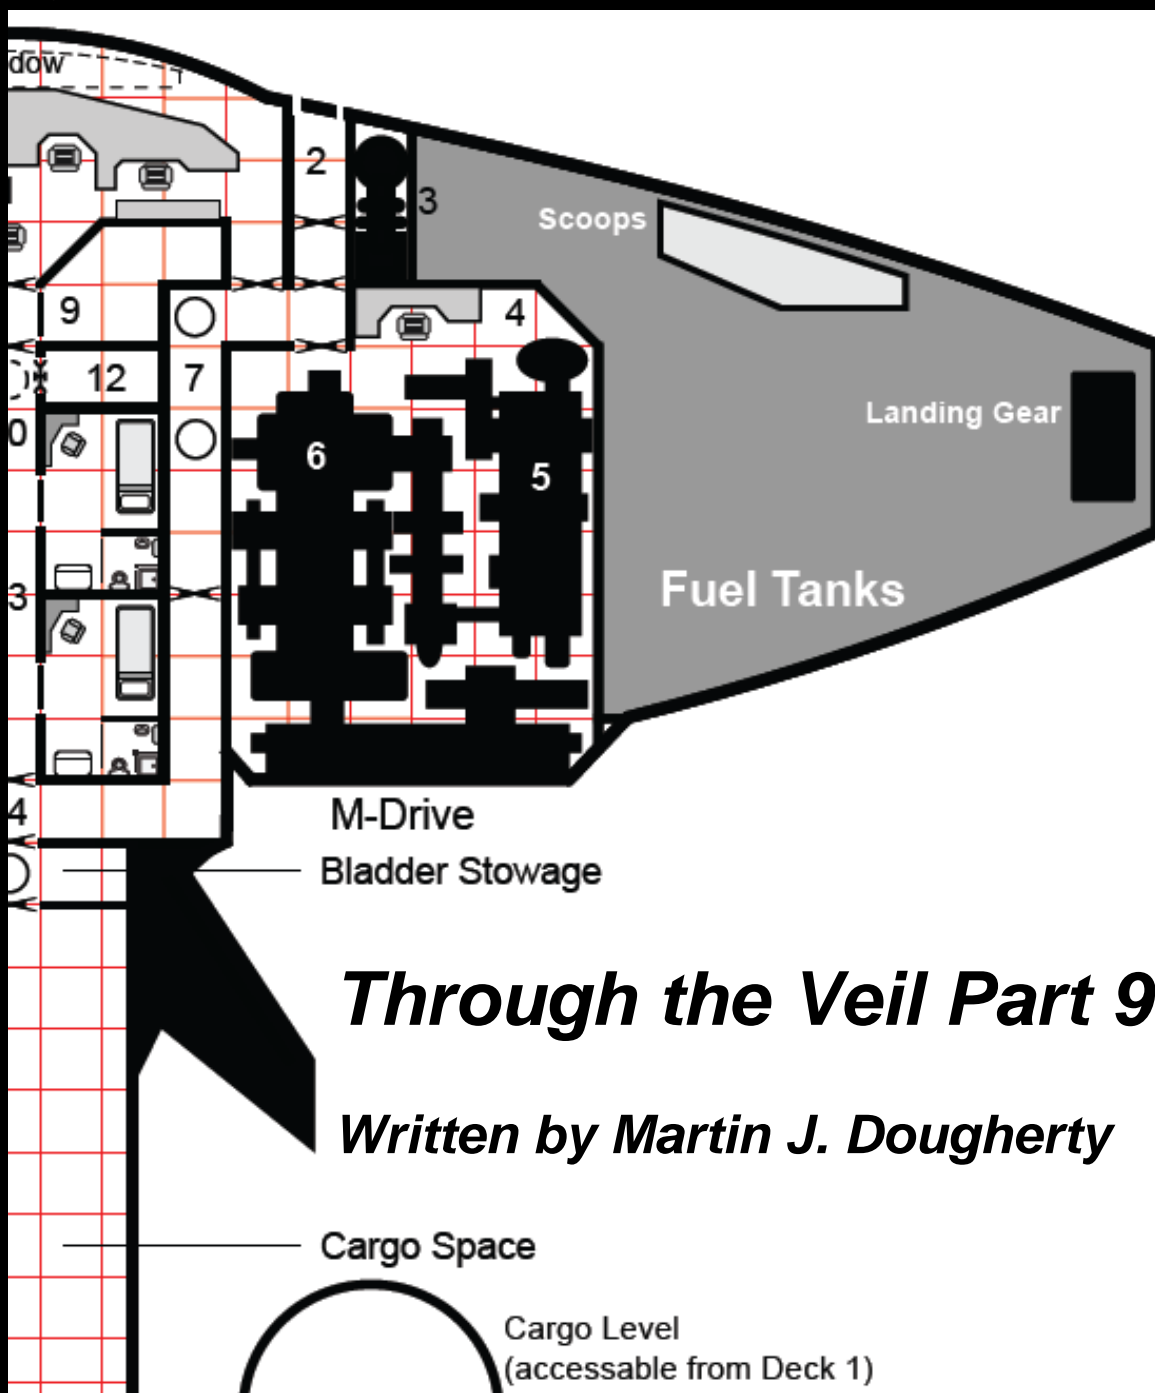 dow
2
3
Scoops
9
4
12
7
Landing Gear
0
6
5
Fuel Tanks
3
4
M-Drive
Bladder Stowage
Through the Veil Part 9
Written by Martin J. Dougherty
Cargo Space
Cargo Level
(accessable from Deck 1)